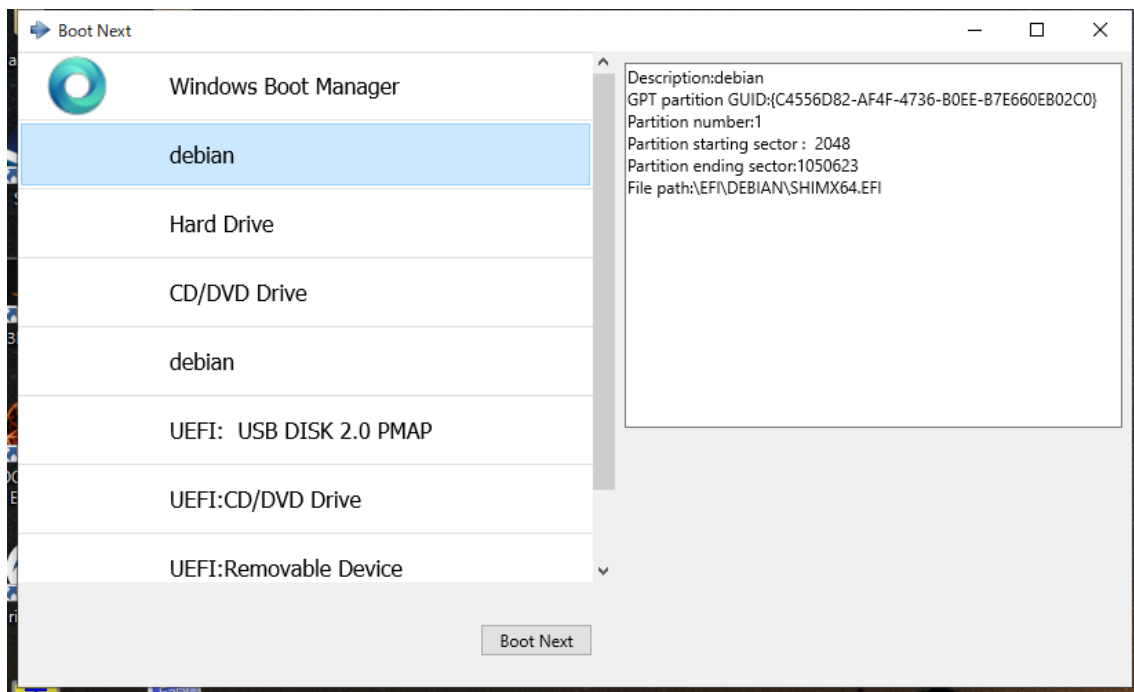 Boot Next
Windows Boot Manager
debian
Hard Drive
CD/DVD Drive
debian
UEFI:  USB DISK 2.0 PMAP
UEFI:CD/DVD Drive
UEFI:Removable Device
Boot Next
Description:debian
GPT partition GUID:{C4556D82-AF4F-4736-B0EE-B7E660EB02C0}
Partition number:1
Partition starting sector :  2048
Partition ending sector:1050623
File path:\EFI\DEBIAN\SHIMX64.EFI